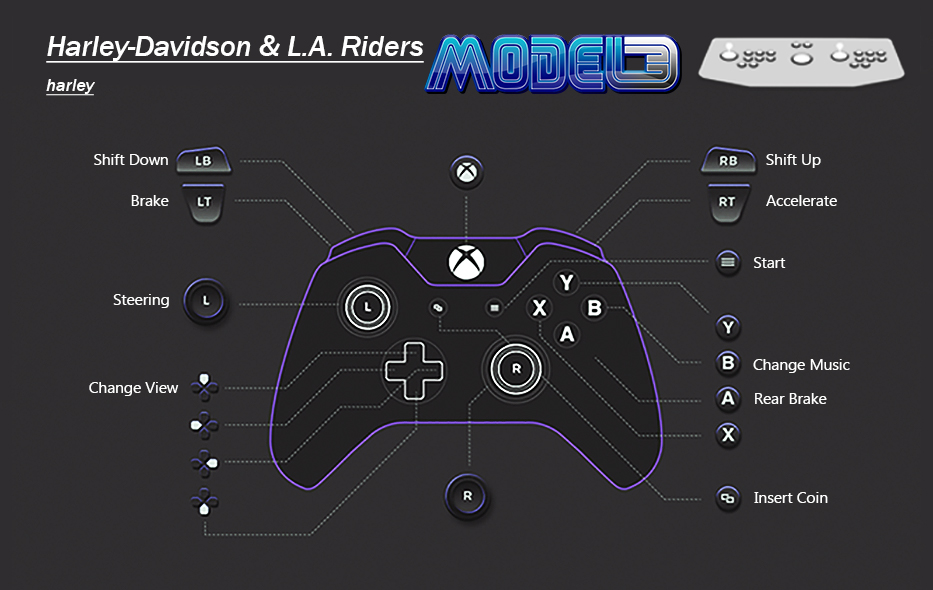 Harley-Davidson & L.A. Riders
MODEL3
harley
Shift Down LB
RB Shift Up
Brake LT
RT Accelerate
Start
Steering L
L
Y
X B
A
Y
B Change Music
R
Change View
A Rear Brake
X
R
Insert Coin